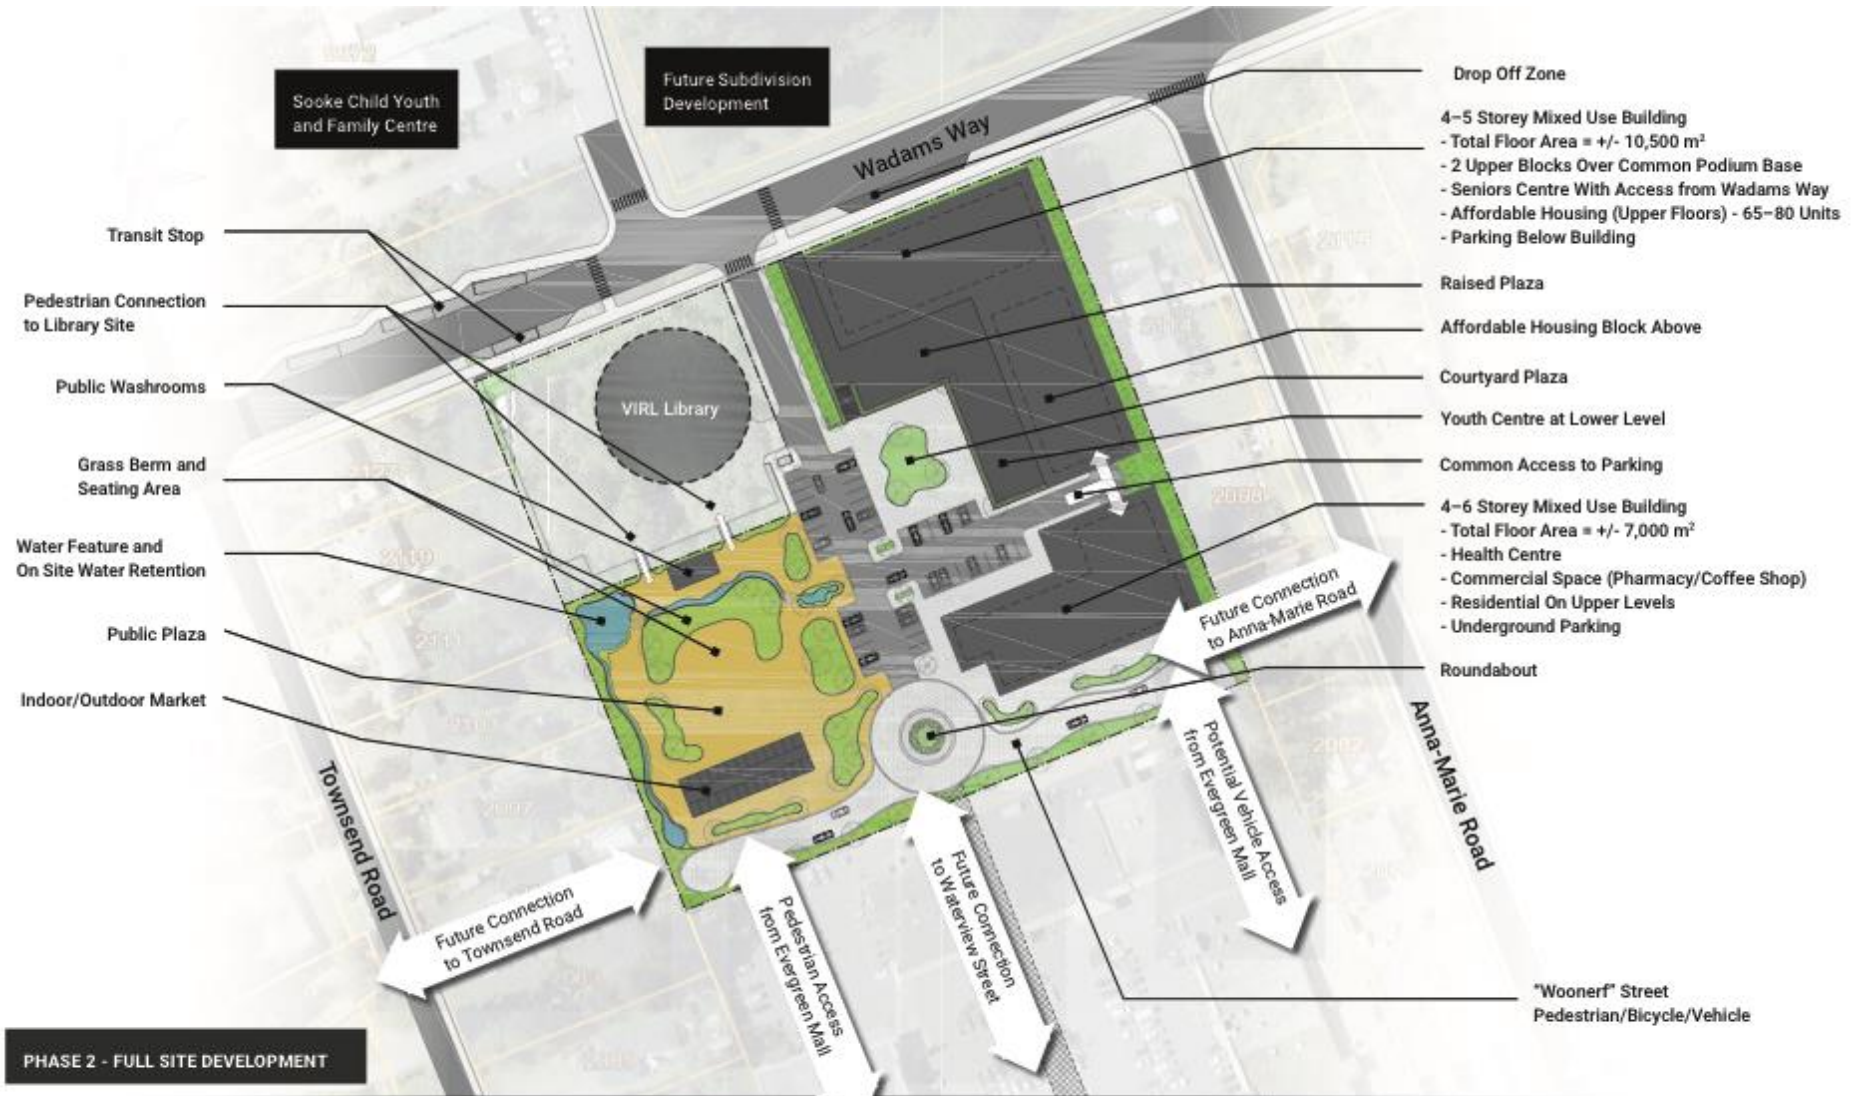 Sooke Child Youth
and Family Centre
Future Subdivision
Development
Wadams Way
Transit Stop
Pedestrian Connection
to Library Site
Public Washrooms
Grass Berm and
Seating Area
Water Feature and
On Site Water Retention
Public Plaza
Indoor/Outdoor Market
VIRL Library
Drop Off Zone
4–5 Storey Mixed Use Building
- Total Floor Area = +/- 10,500 m²
- 2 Upper Blocks Over Common Podium Base
- Seniors Centre With Access from Wadams Way
- Affordable Housing (Upper Floors) - 65–80 Units
- Parking Below Building
Raised Plaza
Affordable Housing Block Above
Courtyard Plaza
Youth Centre at Lower Level
Common Access to Parking
4–6 Storey Mixed Use Building
- Total Floor Area = +/- 7,000 m²
- Health Centre
- Commercial Space (Pharmacy/Coffee Shop)
- Residential On Upper Levels
- Underground Parking
Roundabout
"Woonerf" Street
Pedestrian/Bicycle/Vehicle
Future Connection
to Anna-Marie Road
Potential Vehicle Access
from Evergreen Mall
Anna-Marie Road
Future Connection
to Waterview Street
Pedestrian Access
from Evergreen Mall
Future Connection
to Townsend Road
Townsend Road
PHASE 2 - FULL SITE DEVELOPMENT